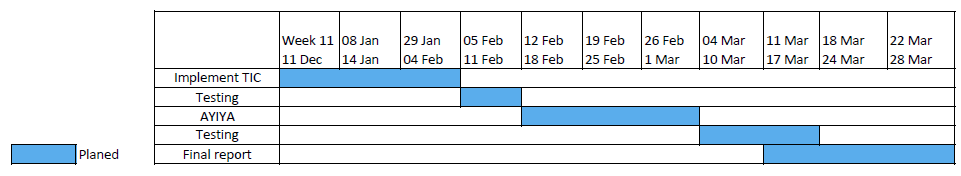 Week 11 08 Jan 29 Jan 05 Feb 12 Feb 19 Feb 26 Feb 04 Mar 11 Mar 18 Mar 22 Mar
11 Dec 14 Jan 04 Feb 11 Feb 18 Feb 25 Feb 1 Mar 10 Mar 17 Mar 24 Mar 28 Mar
Implement TIC
Testing
AYIYA
Testing
Planed Final report